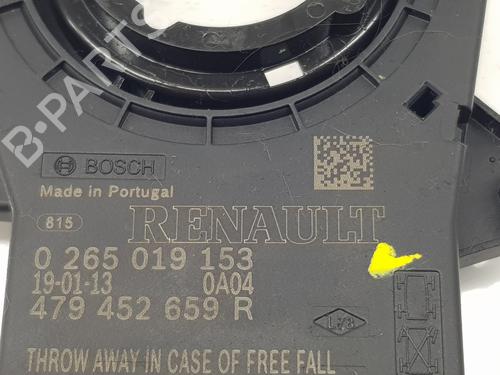 B-PARTS
BOSCH
Made in Portugal
815
RENAULT
0 265 019 153
19-01-13 0A04
479 452 659 R
THROW AWAY IN CASE OF FREE FALL